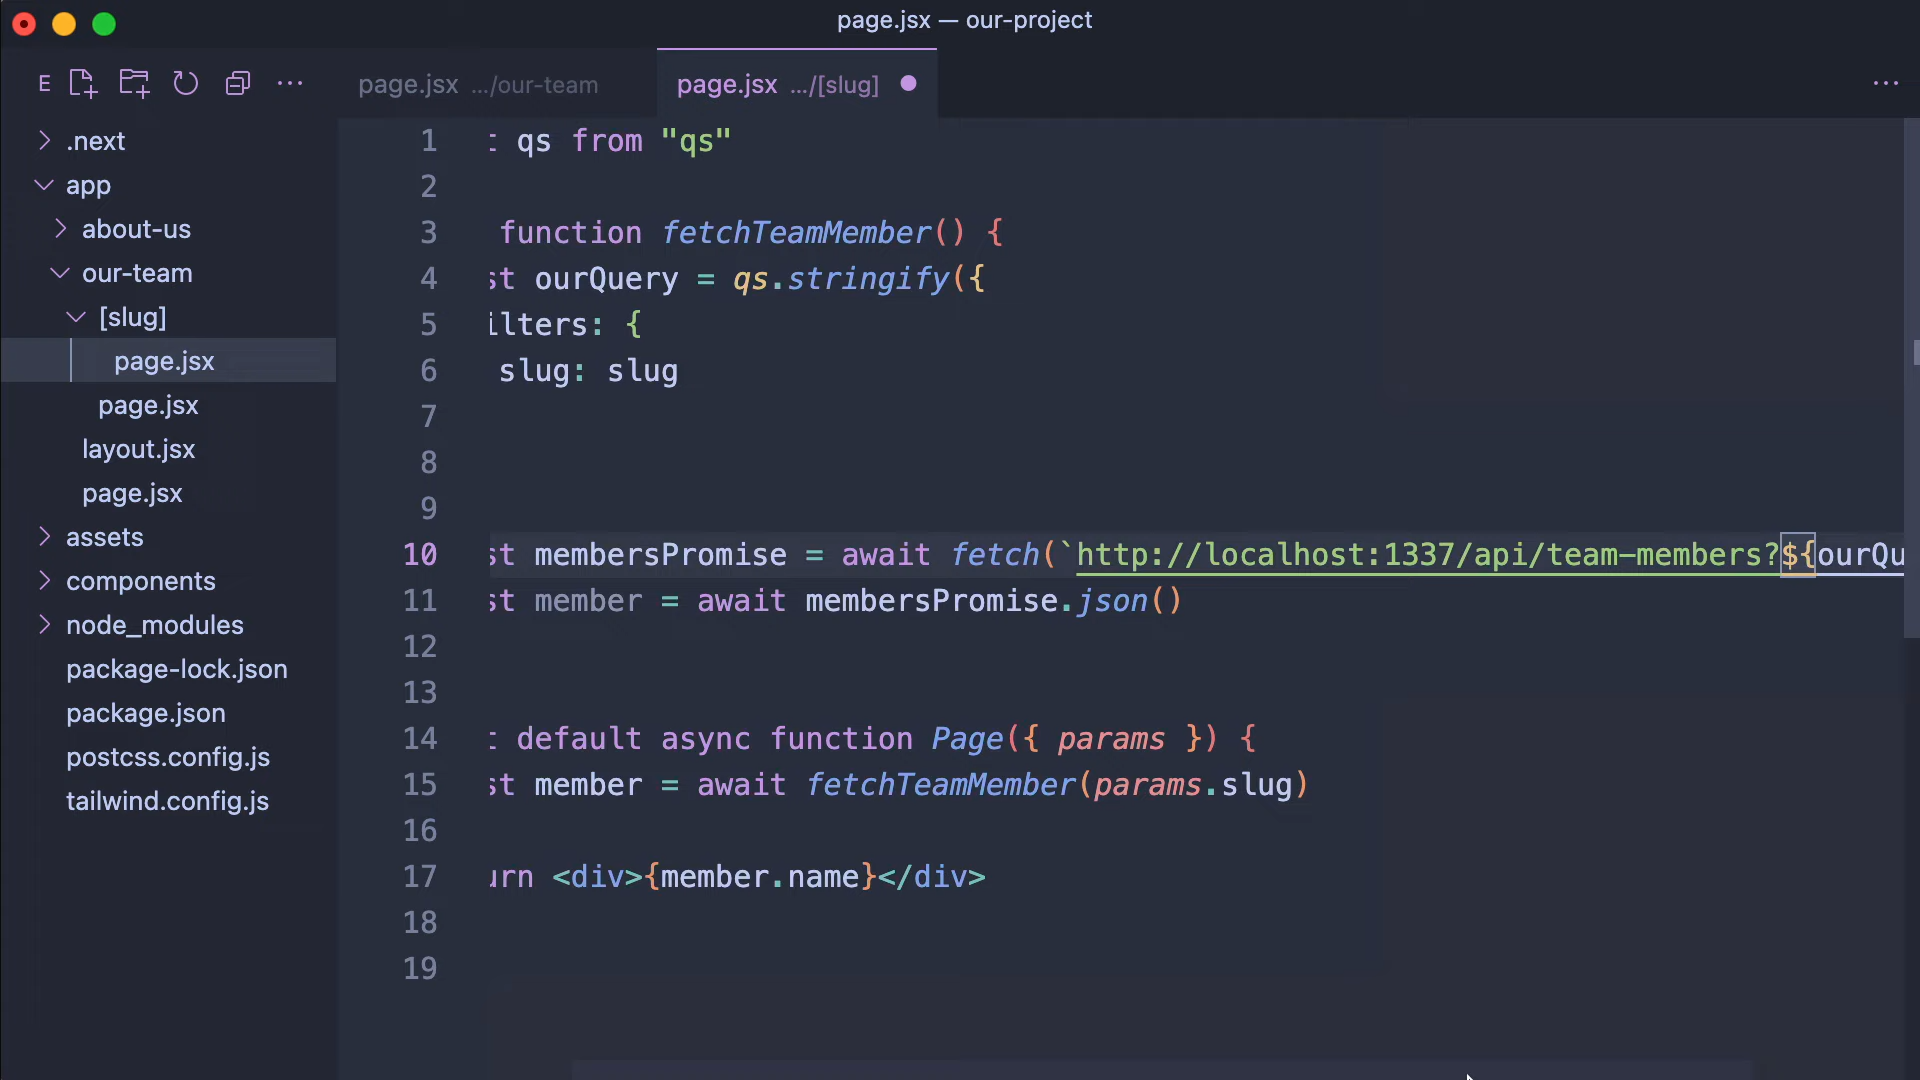 page.jsx — our-project
E
page.jsx .../our-team
page.jsx .../[slug]
.next
app
about-us
our-team
[slug]
page.jsx
page.jsx
layout.jsx
page.jsx
assets
components
node_modules
package-lock.json
package.json
postcss.config.js
tailwind.config.js
1 t qs from "qs"
2
3 function fetchTeamMember() {
4 st ourQuery = qs.stringify({
5 ilters: {
6 slug: slug
7
8
9
10 st membersPromise = await fetch(`http://localhost:1337/api/team-members?${ourQu
11 st member = await membersPromise.json()
12
13
14 t default async function Page({ params }) {
15 st member = await fetchTeamMember(params.slug)
16
17 urn <div>{member.name}</div>
18
19